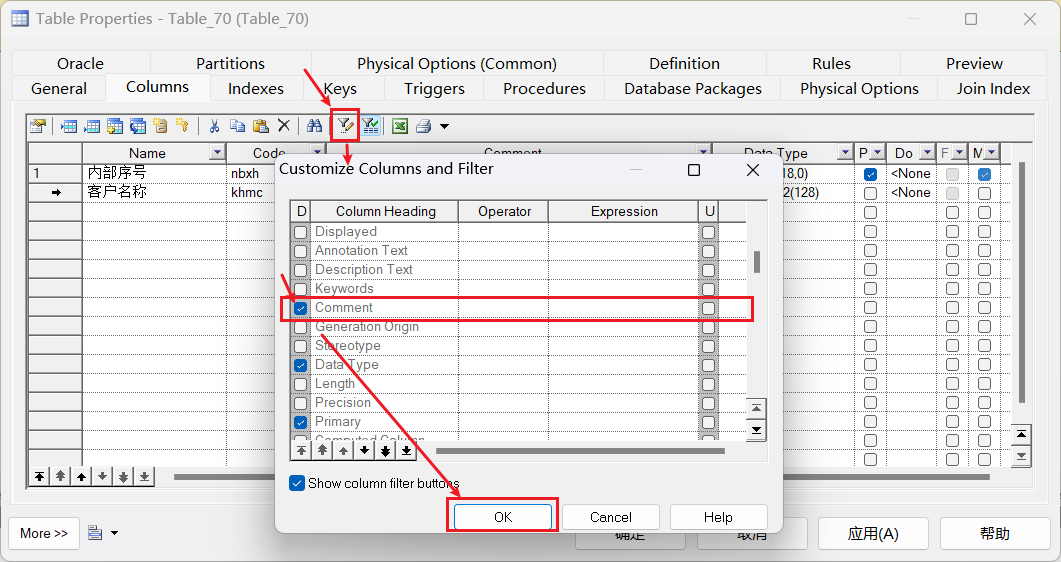 Table Properties - Table_70 (Table_70)
Oracle Partitions Physical Options (Common) Definition Rules Preview
General Columns Indexes Keys Triggers Procedures Database Packages Physical Options Join Index
Name Code Comment Data Type P Do F M
1 内部序号 nbxh 18,0) <None
客户名称 khmc 2(128) <None
Customize Columns and Filter
D Column Heading Operator Expression U
Displayed
Annotation Text
Description Text
Keywords
Comment
Generation Origin
Stereotype
Data Type
Length
Precision
Primary
Computed Column
Show column filter buttons
OK Cancel Help
More >> 确定 取消 应用(A) 帮助